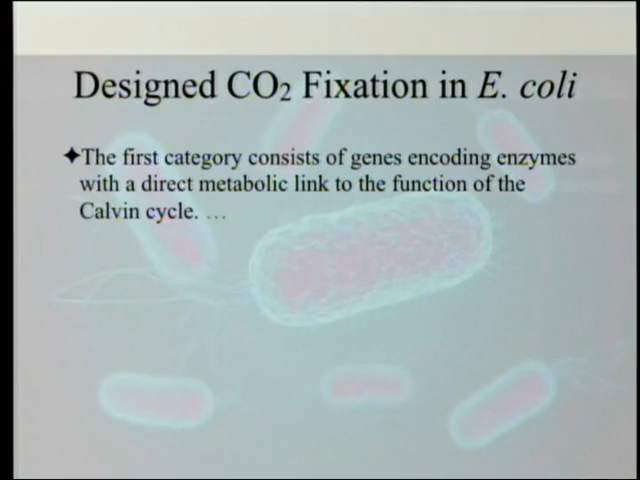 Designed CO₂ Fixation in E. coli
✦The first category consists of genes encoding enzymes
with a direct metabolic link to the function of the
Calvin cycle. …